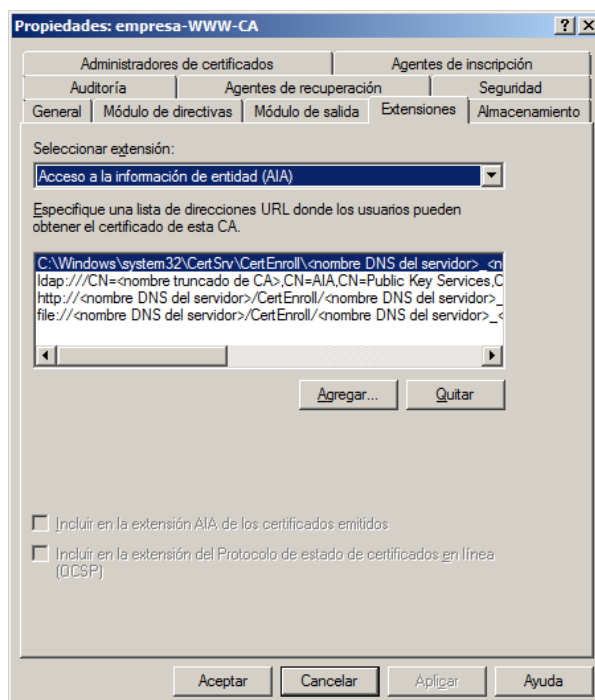 Propiedades: empresa-WWW-CA
Administradores de certificados
Agentes de inscripción
Auditoría
Agentes de recuperación
Seguridad
General
Módulo de directivas
Módulo de salida
Extensiones
Almacenamiento
Seleccionar extensión:
Acceso a la información de entidad (AIA)
Especifique una lista de direcciones URL donde los usuarios pueden
obtener el certificado de esta CA.
C:\Windows\system32\CertSrv\CertEnroll\<nombre DNS del servidor>_<n
ldap:///CN=<nombre truncado de CA>,CN=AIA,CN=Public Key Services,C
http://<nombre DNS del servidor>/CertEnroll/<nombre DNS del servidor>_
file://<nombre DNS del servidor>/CertEnroll/<nombre DNS del servidor>_<
Agregar...
Quitar
Incluir en la extensión AIA de los certificados emitidos
Incluir en la extensión del Protocolo de estado de certificados en línea
(OCSP)
Aceptar
Cancelar
Aplicar
Ayuda